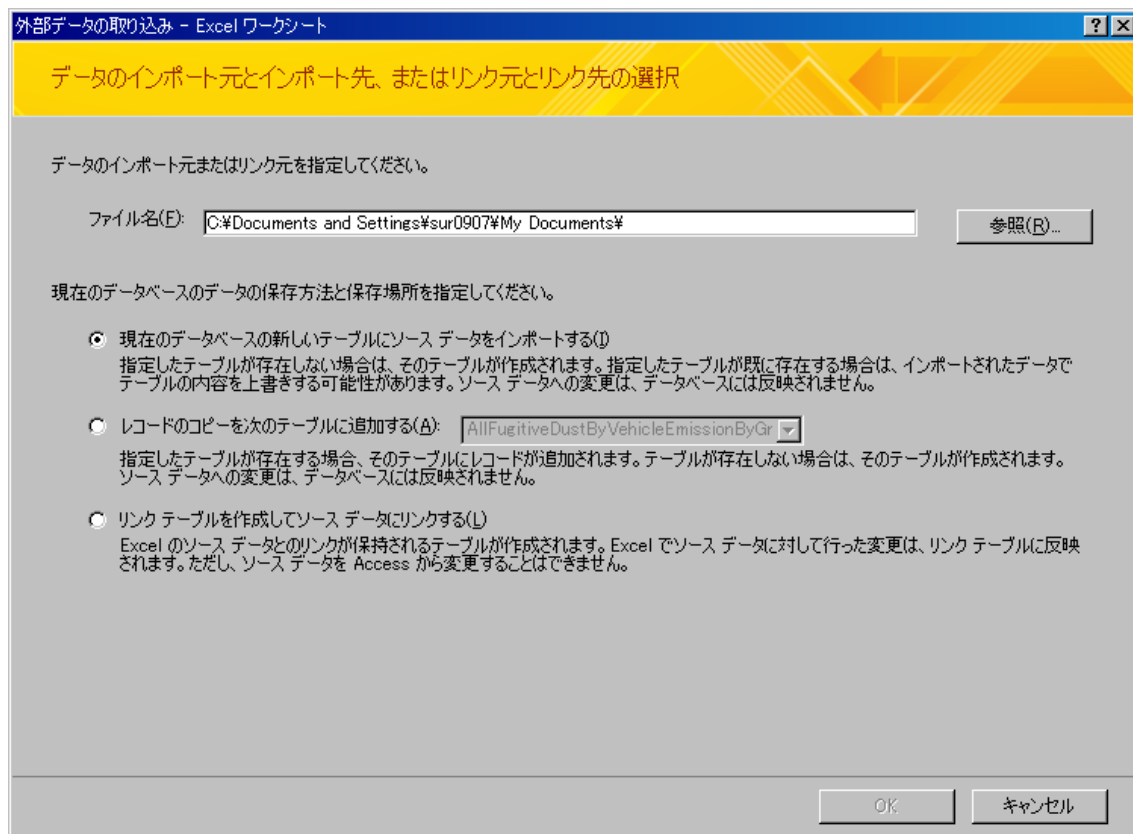 外部データの取り込み - Excel ワークシート
データのインポート元とインポート先、またはリンク元とリンク先の選択
データのインポート元またはリンク元を指定してください。
ファイル名(F):
C:¥Documents and Settings¥sur0907¥My Documents¥
参照(R)...
現在のデータベースのデータの保存方法と保存場所を指定してください。
現在のデータベースの新しいテーブルにソース データをインポートする(I)
指定したテーブルが存在しない場合は、そのテーブルが作成されます。指定したテーブルが既に存在する場合は、インポートされたデータで
テーブルの内容を上書きする可能性があります。ソース データへの変更は、データベースには反映されません。
レコードのコピーを次のテーブルに追加する(A):
AllFugitiveDustByVehicleEmissionByGr
指定したテーブルが存在する場合、そのテーブルにレコードが追加されます。テーブルが存在しない場合は、そのテーブルが作成されます。
ソース データへの変更は、データベースには反映されません。
リンク テーブルを作成してソース データにリンクする(L)
Excel のソース データとのリンクが保持されるテーブルが作成されます。Excel でソース データに対して行った変更は、リンク テーブルに反映
されます。ただし、ソース データを Access から変更することはできません。
OK
キャンセル